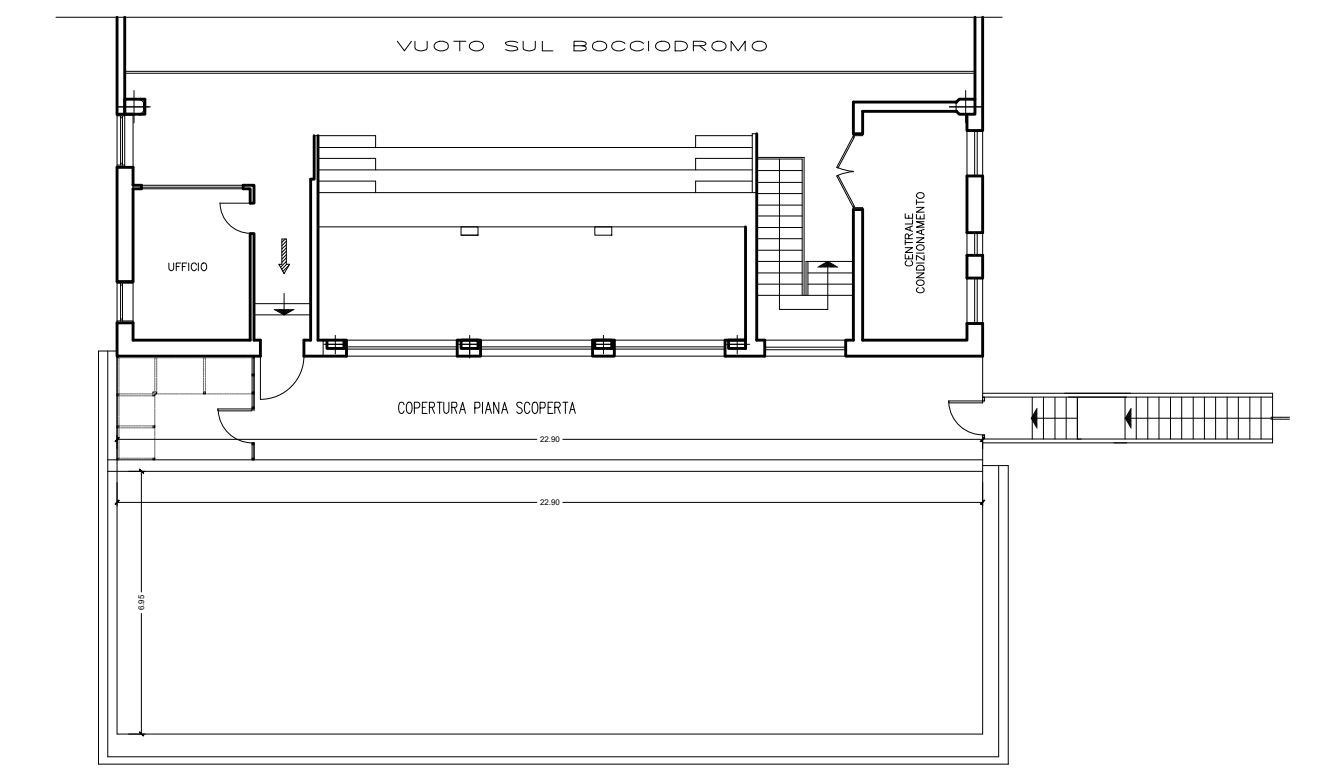 VUOTO SUL BOCCIODROMO
CENTRALE
CONDIZIONAMENTO
UFFICIO
COPERTURA PIANA SCOPERTA
22.90
22.90
6.95